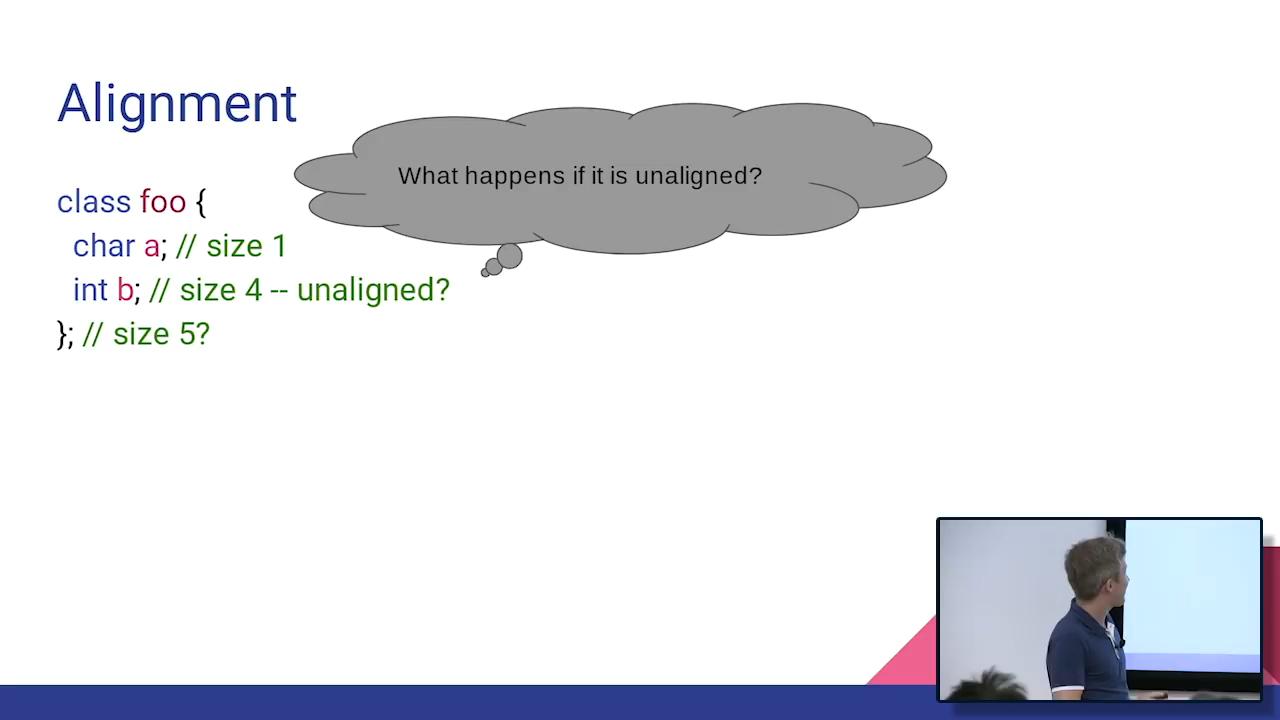 Alignment
What happens if it is unaligned?
class foo {
char a; // size 1
int b; // size 4 -- unaligned?
}; // size 5?